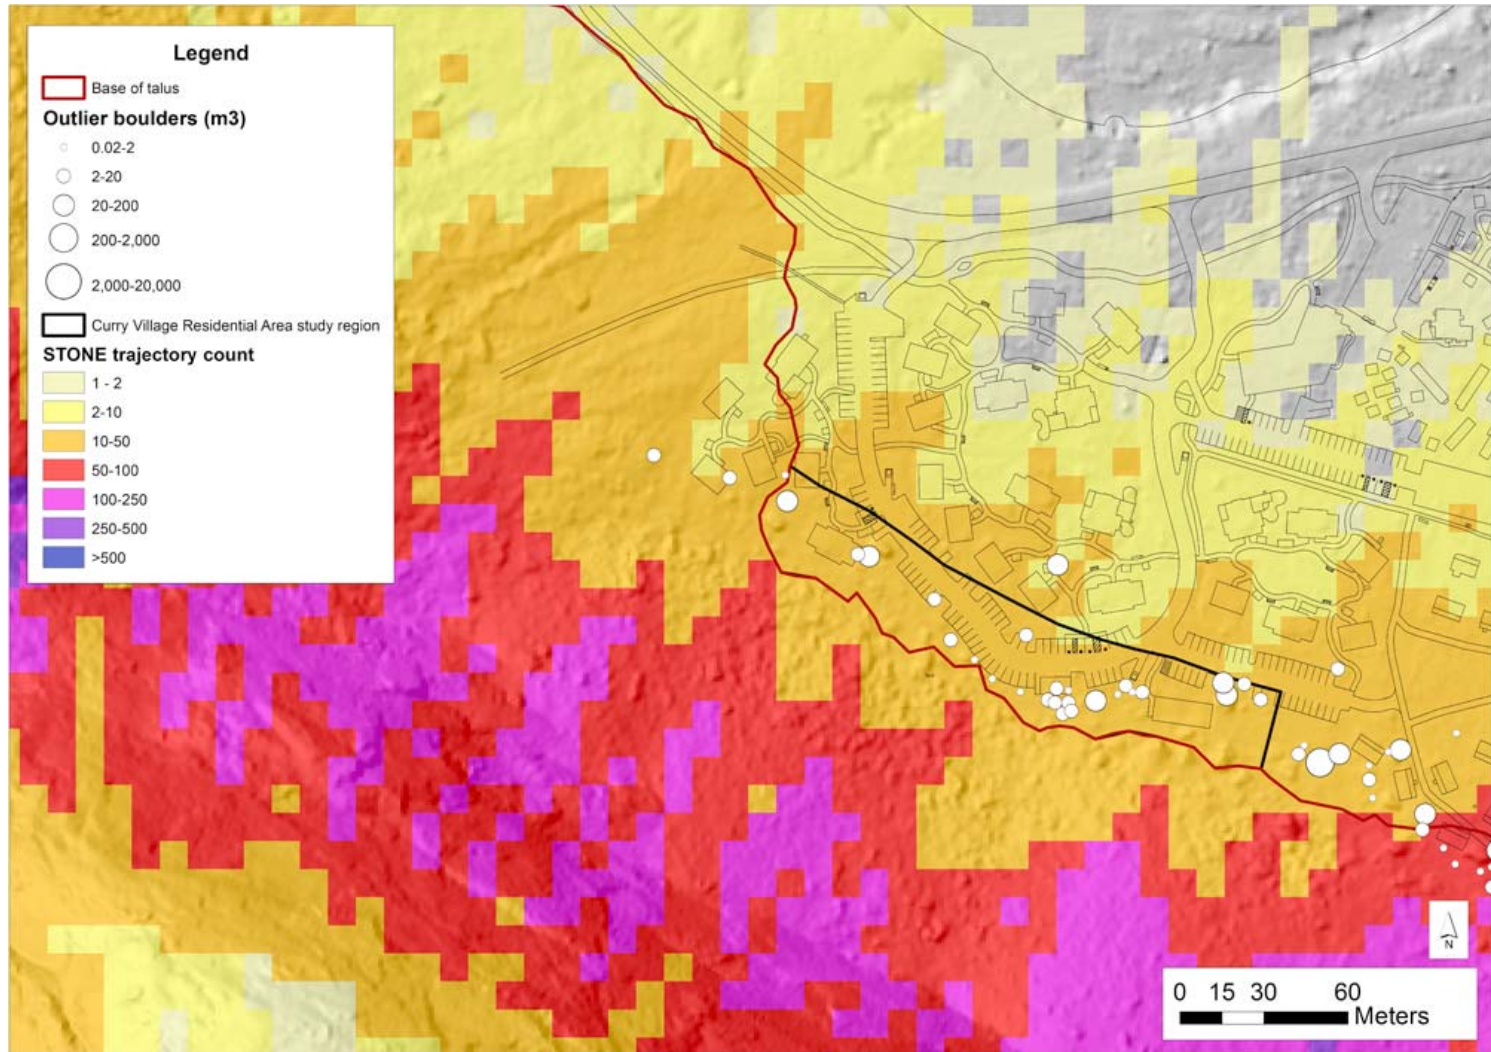 Legend
Base of talus
Outlier boulders (m3)
0.02-2
2-20
20-200
200-2,000
2,000-20,000
Curry Village Residential Area study region
STONE trajectory count
1 - 2
2-10
10-50
50-100
100-250
250-500
>500
N
0 15 30 60
Meters